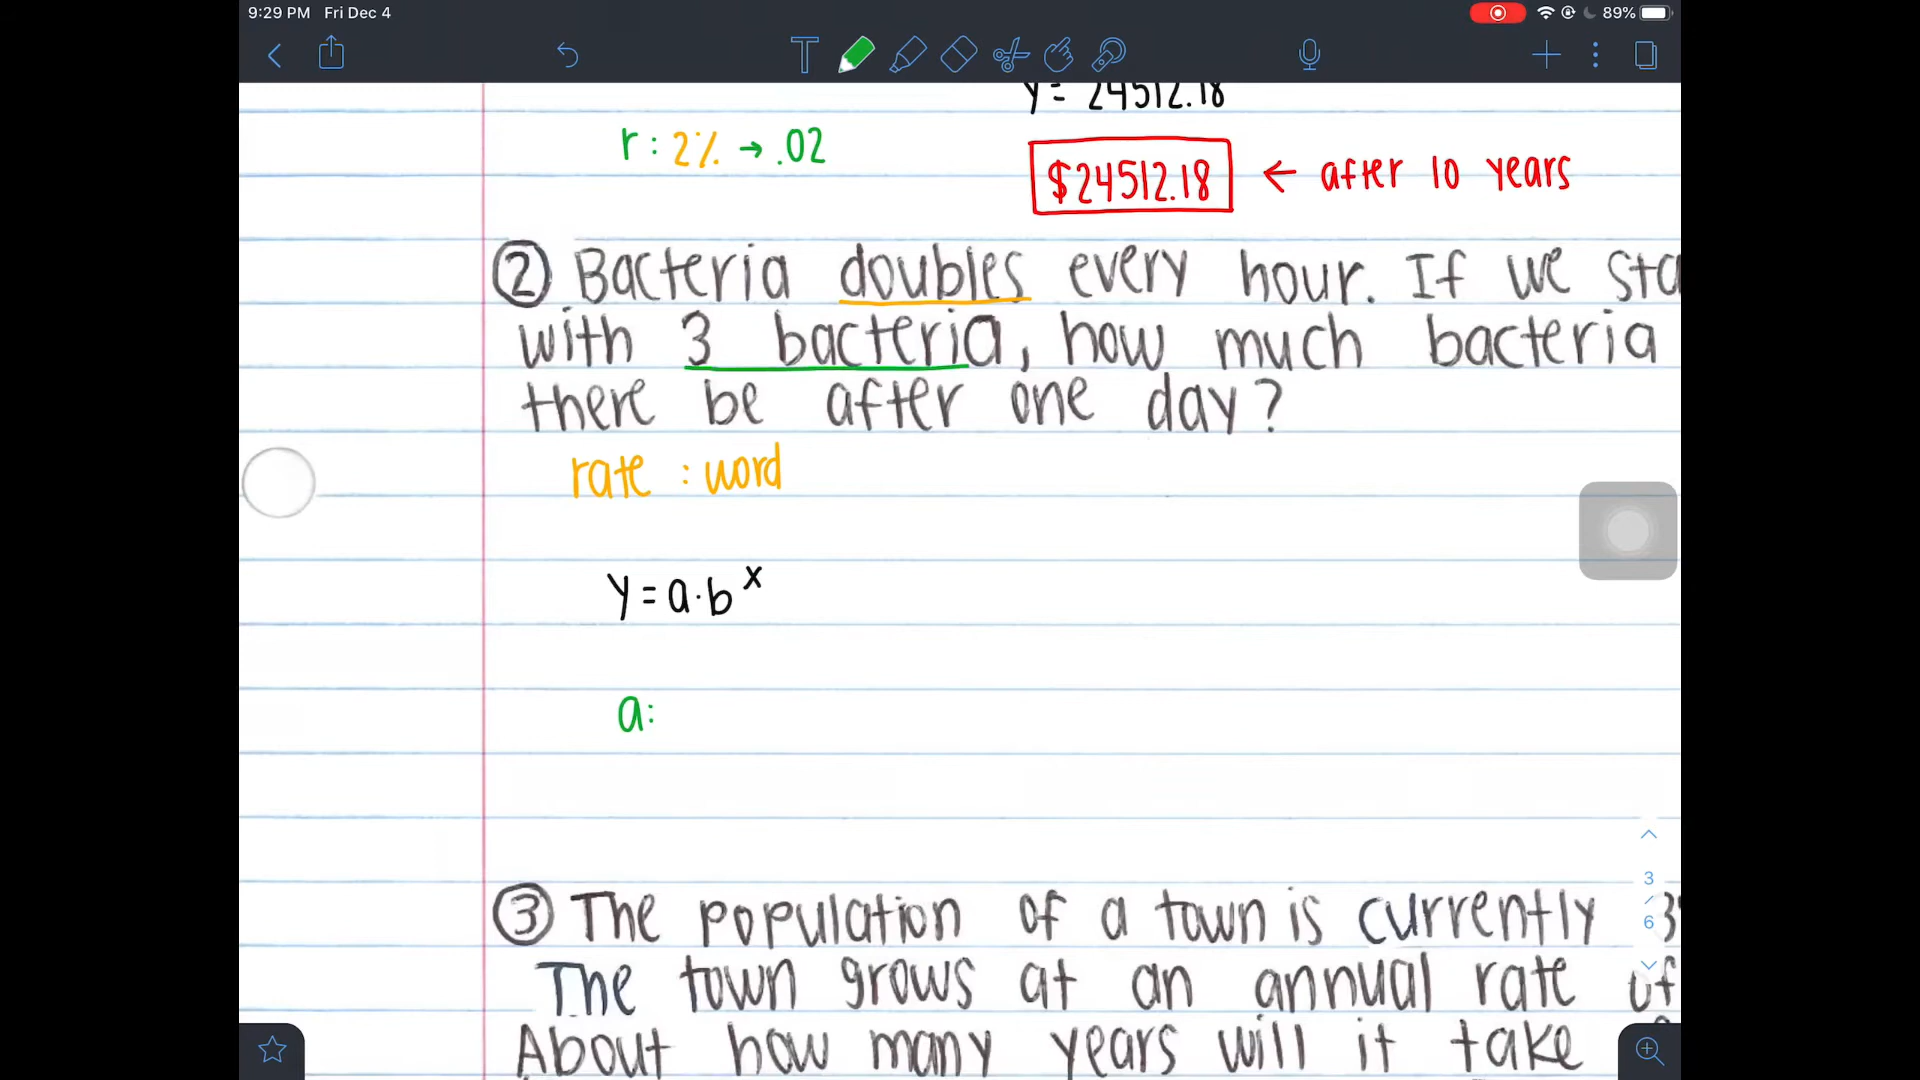 9:29 PM Fri Dec 4
89%
y = 24512.18
r : 2% → .02
$24512.18 ← after 10 years
② Bacteria doubles every hour. If we sta
with 3 bacteria, how much bacteria
there be after one day?
rate : word
y = a · b^x
a:
③ The population of a town is currently 3
The town grows at an annual rate of
About how many years will it take
3
6